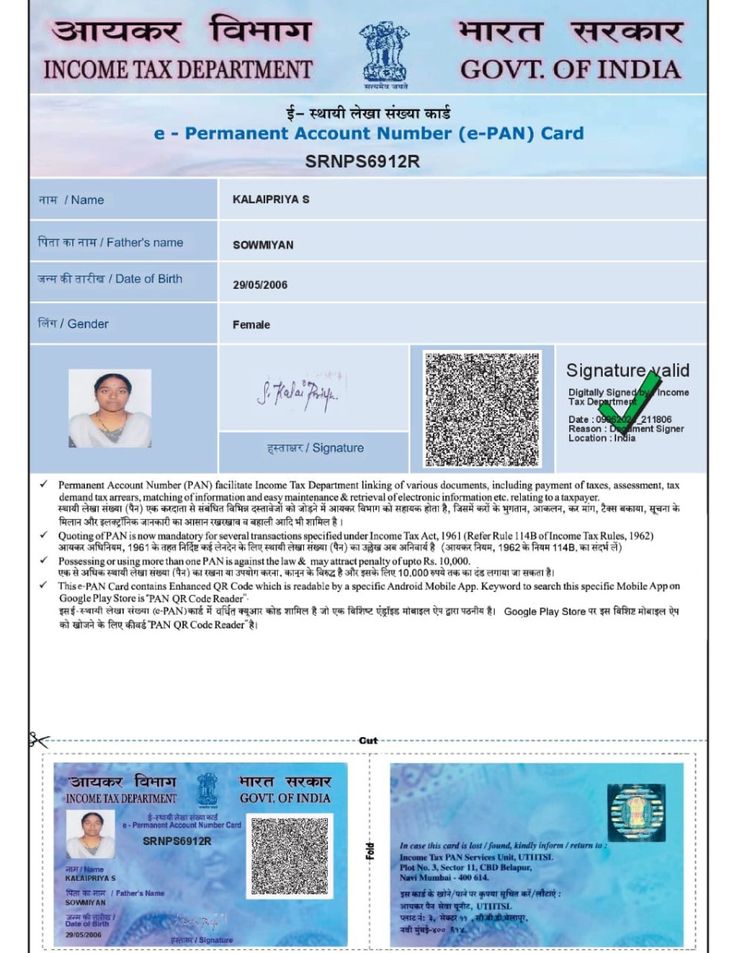 आयकर विभाग
INCOME TAX DEPARTMENT
सत्यमेव जयते
भारत सरकार
GOVT. OF INDIA
ई- स्थायी लेखा संख्या कार्ड
e - Permanent Account Number (e-PAN) Card
SRNPS6912R
नाम / Name
KALAIPRIYA S
पिता का नाम / Father's name
SOWMIYAN
जन्म की तारीख / Date of Birth
29/05/2006
लिंग / Gender
Female
S. Kalai Priya
हस्ताक्षर / Signature
Signature valid
Digitally Signed by Income
Tax Department
Date : 211806
Reason : Document Signer
Location : India
✓ Permanent Account Number (PAN) facilitate Income Tax Department linking of various documents, including payment of taxes, assessment, tax
demand tax arrears, matching of information and easy maintenance & retrieval of electronic information etc. relating to a taxpayer.
स्थायी लेखा संख्या (पैन) एक करदाता से संबंधित विभिन्न दस्तावेजों को जोड़ने में आयकर विभाग को सहायक होता है, जिसमें करों के भुगतान, आकलन, कर मांग, टैक्स बकाया, सूचना के
मिलान और इलक्ट्रॉनिक जानकारी का आसान रखरखाव व बहाली आदि भी शामिल है ।
✓ Quoting of PAN is now mandatory for several transactions specified under Income Tax Act, 1961 (Refer Rule 114B of Income Tax Rules, 1962)
आयकर अधिनियम, 1961 के तहत निर्दिष्ट कई लेनदेन के लिए स्थायी लेखा संख्या (पैन) का उल्लेख अब अनिवार्य है (आयकर नियम, 1962 के नियम 114B, का संदर्भ लें)
✓ Possessing or using more than one PAN is against the law & may attract penalty of upto Rs. 10,000.
एक से अधिक स्थायी लेखा संख्या (पैन) का रखना या उपयोग करना, कानून के विरुद्ध है और इसके लिए 10,000 रुपये तक का दंड लगाया जा सकता है।
✓ This e-PAN Card contains Enhanced QR Code which is readable by a specific Android Mobile App. Keyword to search this specific Mobile App on
Google Play Store is "PAN QR Code Reader"
इस ई-स्थायी लेखा संख्या (e-PAN) कार्ड में वर्धित क्यूआर कोड शामिल है जो एक विशिष्ट एंड्रॉइड मोबाइल ऐप द्वारा पठनीय है। Google Play Store पर इस विशिष्ट मोबाइल ऐप
को खोजने के लिए कीवर्ड "PAN QR Code Reader" है।
Cut
आयकर विभाग
INCOME TAX DEPARTMENT
भारत सरकार
GOVT. OF INDIA
ई-स्थायी लेखा संख्या कार्ड
e - Permanent Account Number Card
SRNPS6912R
नाम / Name
KALAIPRIYA S
पिता का नाम / Father's Name
SOWMIYAN
जन्म की तारीख /
Date of Birth
29/05/2006
हस्ताक्षर / Signature
Fold
In case this card is lost / found, kindly inform / return to :
Income Tax PAN Services Unit, UTIITSL
Plot No. 3, Sector 11, CBD Belapur,
Navi Mumbai - 400 614.
इस कार्ड के खोने/पाने पर कृपया सूचित करें/लौटाएं :
आयकर पैन सेवा यूनीट, UTIITSL
प्लाट नं: ३, सेक्टर ११ , सी.बी.डी.बेलापुर,
नवी मुंबई-४०० ६१४.